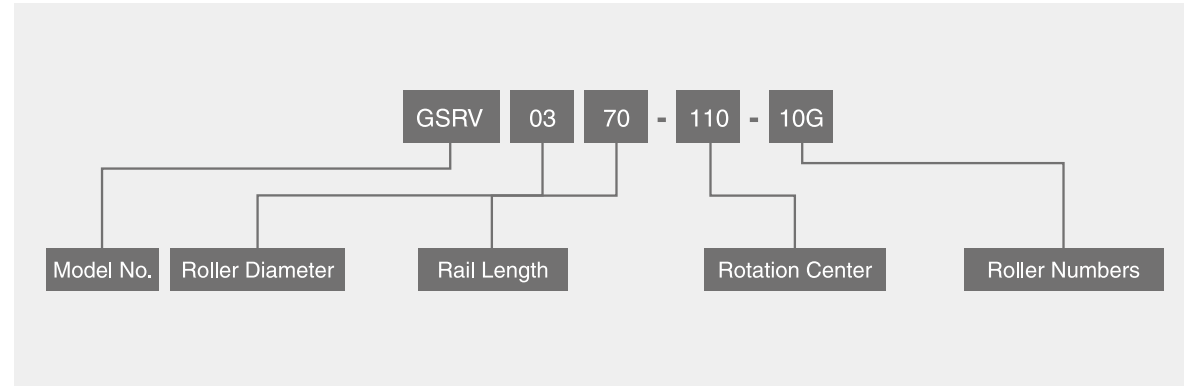 GSRV 03 70 - 110 - 10G
Model No. Roller Diameter Rail Length Rotation Center Roller Numbers